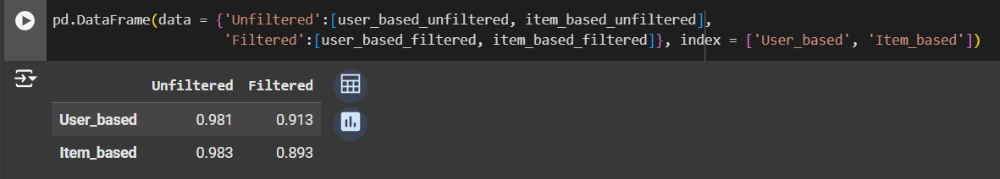 pd.DataFrame(data = {'Unfiltered':[user_based_unfiltered, item_based_unfiltered],
'Filtered':[user_based_filtered, item_based_filtered]}, index = ['User_based', 'Item_based'])
Unfiltered Filtered
User_based 0.981 0.913
Item_based 0.983 0.893